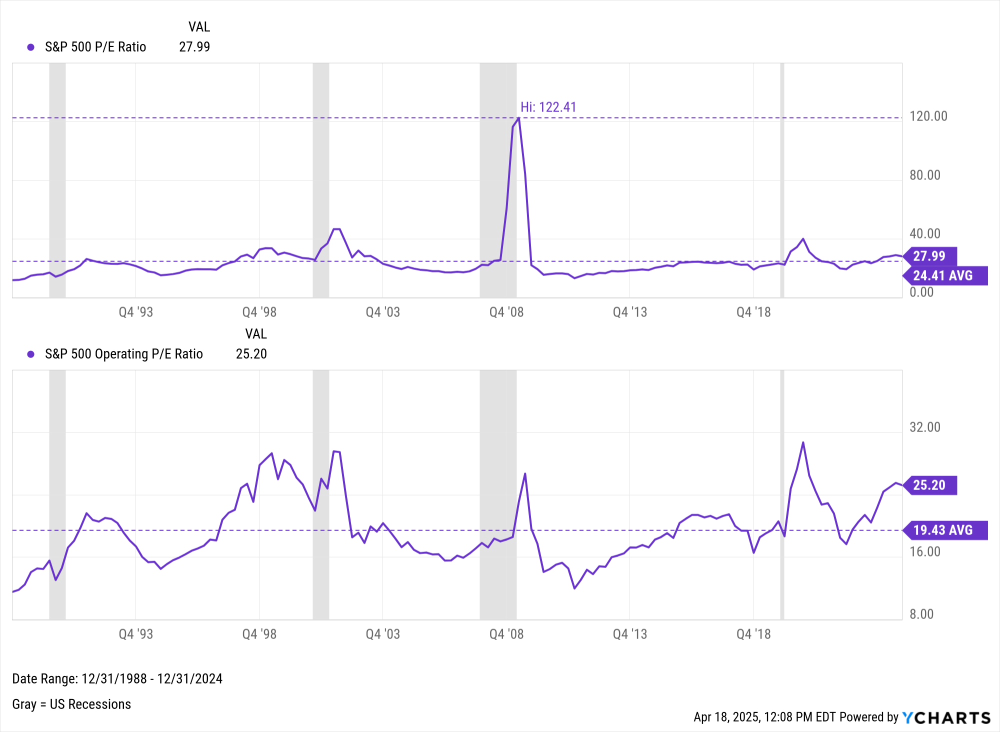 VAL
S&P 500 P/E Ratio 27.99
Hi: 122.41
120.00
80.00
40.00
27.99
24.41 AVG
0.00
Q4 '93 Q4 '98 Q4 '03 Q4 '08 Q4 '13 Q4 '18
VAL
S&P 500 Operating P/E Ratio 25.20
32.00
25.20
19.43 AVG
16.00
8.00
Q4 '93 Q4 '98 Q4 '03 Q4 '08 Q4 '13 Q4 '18
Date Range: 12/31/1988 - 12/31/2024
Gray = US Recessions
Apr 18, 2025, 12:08 PM EDT Powered by YCHARTS